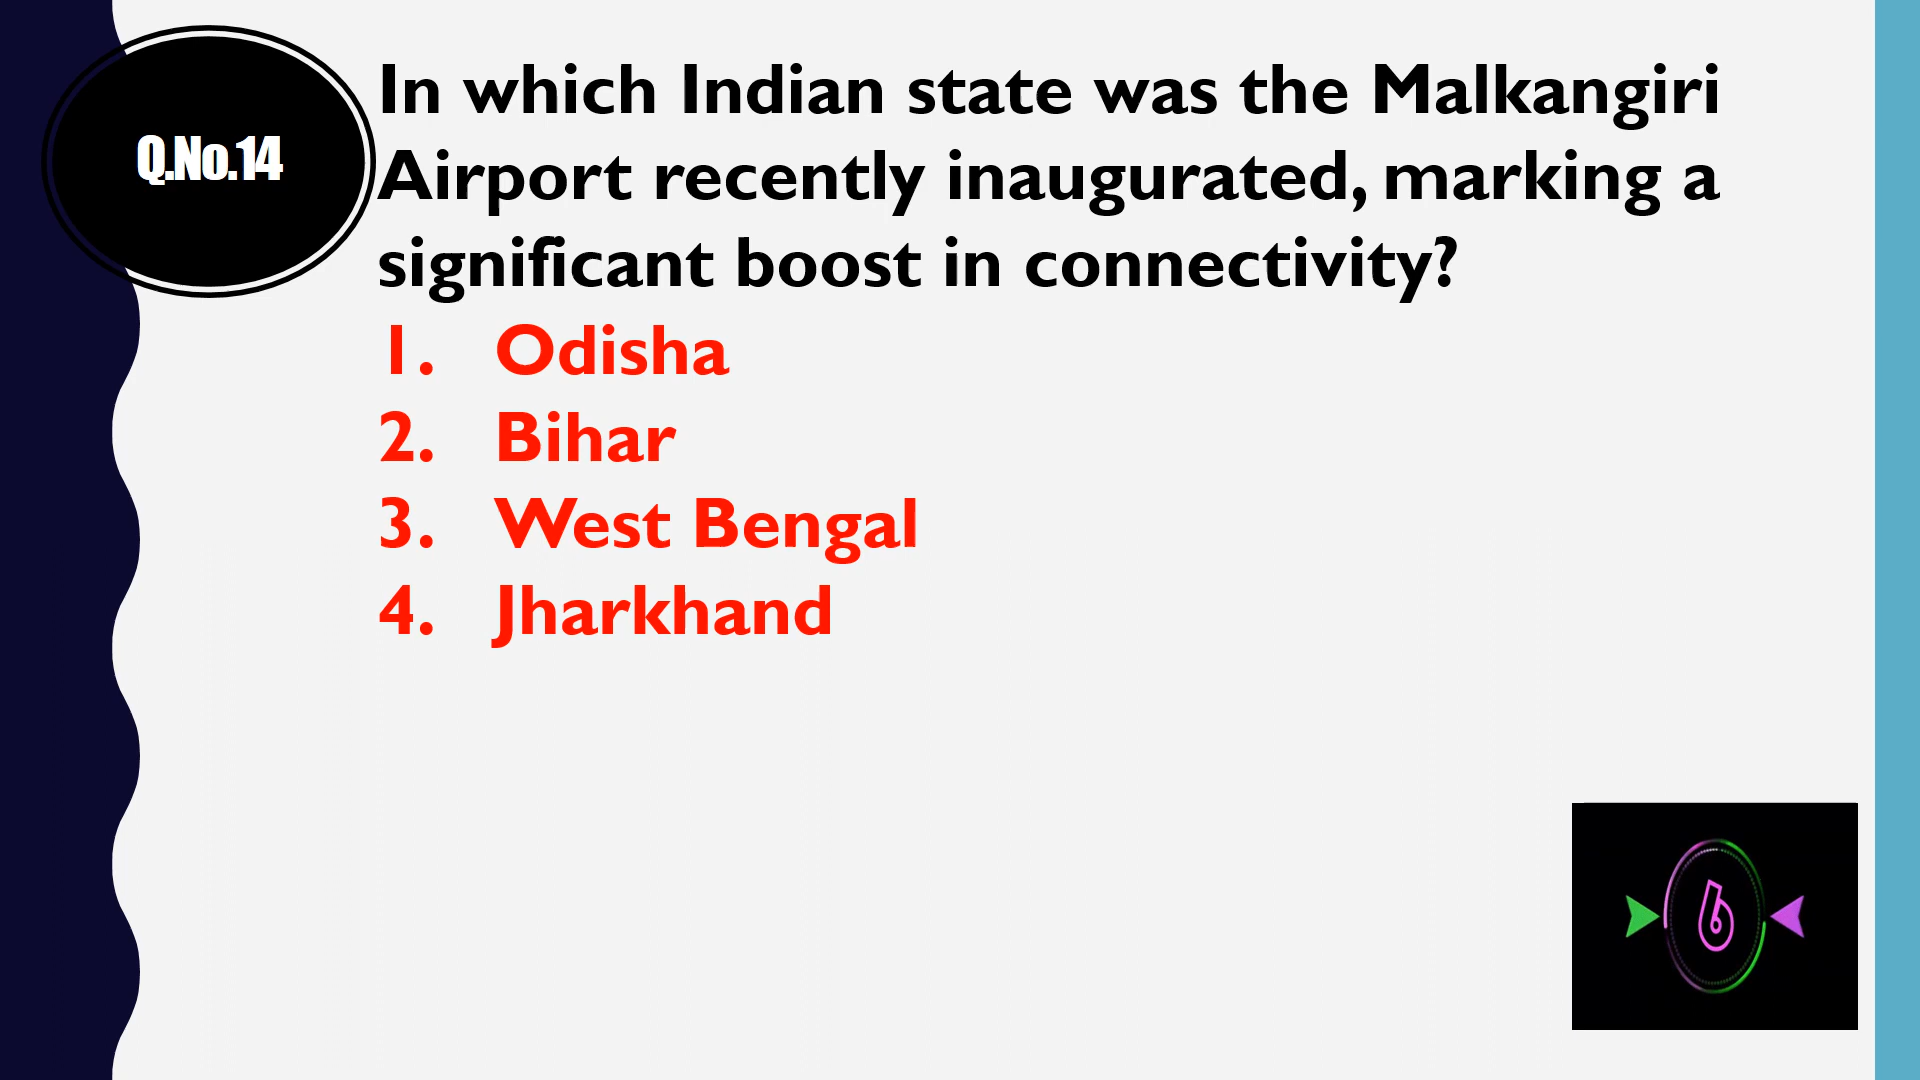 Q.No.14
In which Indian state was the Malkangiri
Airport recently inaugurated, marking a
significant boost in connectivity?
1. Odisha
2. Bihar
3. West Bengal
4. Jharkhand
6